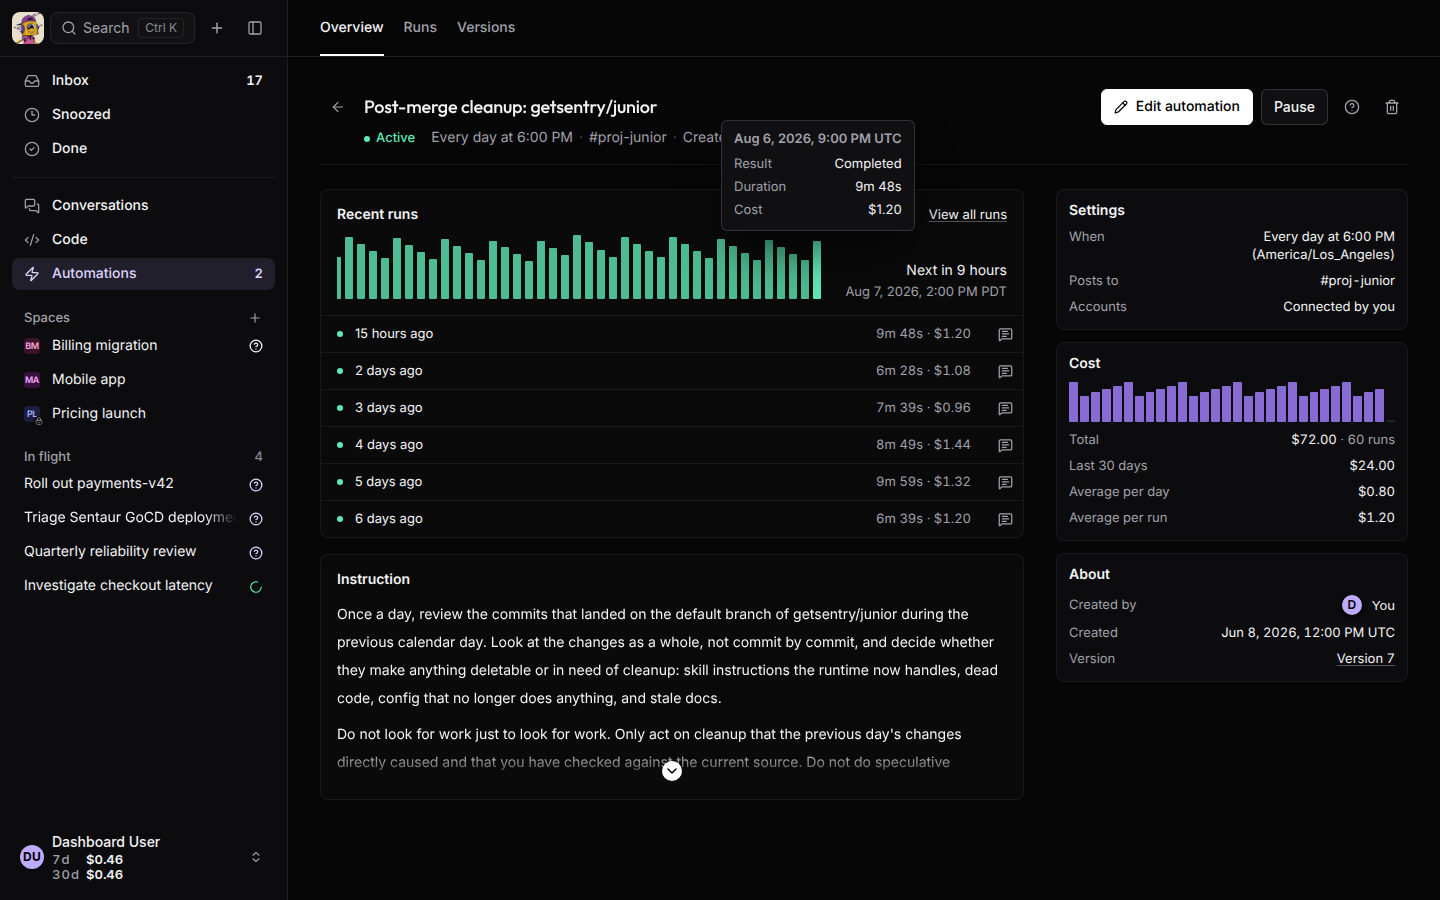 Search
Ctrl K
Inbox
17
Snoozed
Done
Conversations
Code
Automations
2
Spaces
BM
Billing migration
MA
Mobile app
PL
Pricing launch
In flight
4
Roll out payments-v42
Triage Sentaur GoCD deployme
Quarterly reliability review
Investigate checkout latency
DU
Dashboard User
7d $0.46
30d $0.46
Overview
Runs
Versions
Post-merge cleanup: getsentry/junior
Edit automation
Pause
Active
Every day at 6:00 PM · #proj-junior · Create
Aug 6, 2026, 9:00 PM UTC
Result Completed
Duration 9m 48s
Cost $1.20
Recent runs
View all runs
Next in 9 hours
Aug 7, 2026, 2:00 PM PDT
15 hours ago 9m 48s · $1.20
2 days ago 6m 28s · $1.08
3 days ago 7m 39s · $0.96
4 days ago 8m 49s · $1.44
5 days ago 9m 59s · $1.32
6 days ago 6m 39s · $1.20
Instruction
Once a day, review the commits that landed on the default branch of getsentry/junior during the
previous calendar day. Look at the changes as a whole, not commit by commit, and decide whether
they make anything deletable or in need of cleanup: skill instructions the runtime now handles, dead
code, config that no longer does anything, and stale docs.
Do not look for work just to look for work. Only act on cleanup that the previous day's changes
directly caused and that you have checked against the current source. Do not do speculative
Settings
When Every day at 6:00 PM
(America/Los_Angeles)
Posts to #proj-junior
Accounts Connected by you
Cost
Total $72.00 · 60 runs
Last 30 days $24.00
Average per day $0.80
Average per run $1.20
About
Created by D You
Created Jun 8, 2026, 12:00 PM UTC
Version Version 7